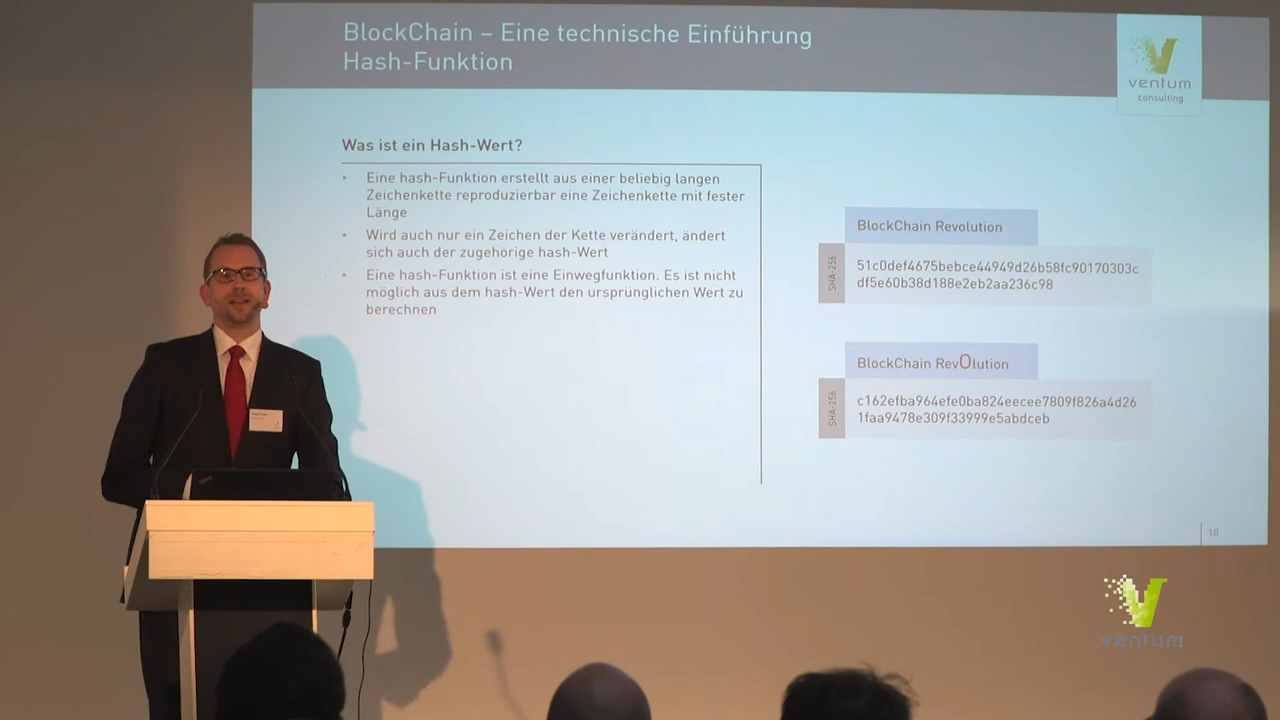 BlockChain – Eine technische Einführung
Hash-Funktion
ventum
consulting
Was ist ein Hash-Wert?
• Eine hash-Funktion erstellt aus einer beliebig langen
Zeichenkette reproduzierbar eine Zeichenkette mit fester
Länge
• Wird auch nur ein Zeichen der Kette verändert, ändert
sich auch der zugehörige hash-Wert
• Eine hash-Funktion ist eine Einwegfunktion. Es ist nicht
möglich aus dem hash-Wert den ursprünglichen Wert zu
berechnen
BlockChain Revolution
SHA-256
51c0def4675bebce44949d26b58fc90170303c
df5e60b38d188e2eb2aa236c98
BlockChain RevOlution
SHA-256
c162efba964efe0ba824eecee7809f826a4d26
1faa9478e309f33999e5abdceb
10
ventum